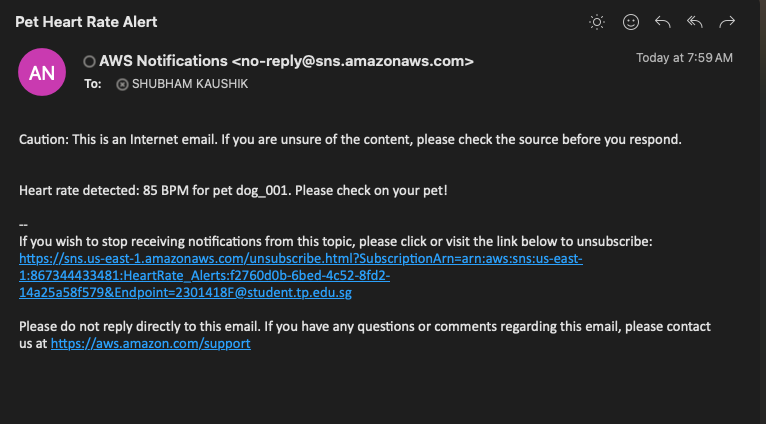 Pet Heart Rate Alert
AN
AWS Notifications <no-reply@sns.amazonaws.com>
Today at 7:59 AM
To: SHUBHAM KAUSHIK
Caution: This is an Internet email. If you are unsure of the content, please check the source before you respond.
Heart rate detected: 85 BPM for pet dog_001. Please check on your pet!
--
If you wish to stop receiving notifications from this topic, please click or visit the link below to unsubscribe:
https://sns.us-east-1.amazonaws.com/unsubscribe.html?SubscriptionArn=arn:aws:sns:us-east-
1:867344433481:HeartRate_Alerts:f2760d0b-6bed-4c52-8fd2-
14a25a58f579&Endpoint=2301418F@student.tp.edu.sg
Please do not reply directly to this email. If you have any questions or comments regarding this email, please contact
us at https://aws.amazon.com/support